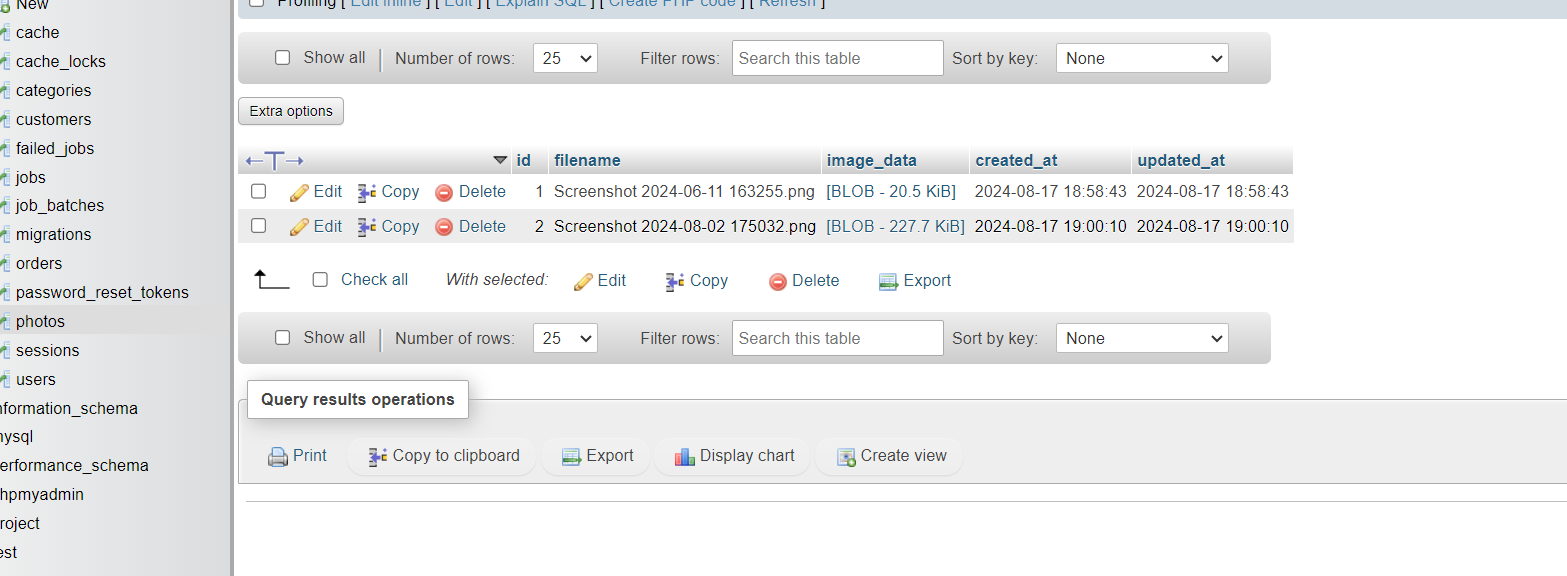 New
cache
cache_locks
categories
customers
failed_jobs
jobs
job_batches
migrations
orders
password_reset_tokens
photos
sessions
users
nformation_schema
nysql
erformance_schema
hpmyadmin
roject
est
Profiling [ Edit inline ] [ Edit ] [ Explain SQL ] [ Create PHP code ] [ Refresh ]
Show all | Number of rows: 25 Filter rows: Search this table Sort by key: None
Extra options
id filename image_data created_at updated_at
Edit Copy Delete 1 Screenshot 2024-06-11 163255.png [BLOB - 20.5 KiB] 2024-08-17 18:58:43 2024-08-17 18:58:43
Edit Copy Delete 2 Screenshot 2024-08-02 175032.png [BLOB - 227.7 KiB] 2024-08-17 19:00:10 2024-08-17 19:00:10
Check all With selected: Edit Copy Delete Export
Show all | Number of rows: 25 Filter rows: Search this table Sort by key: None
Query results operations
Print Copy to clipboard Export Display chart Create view